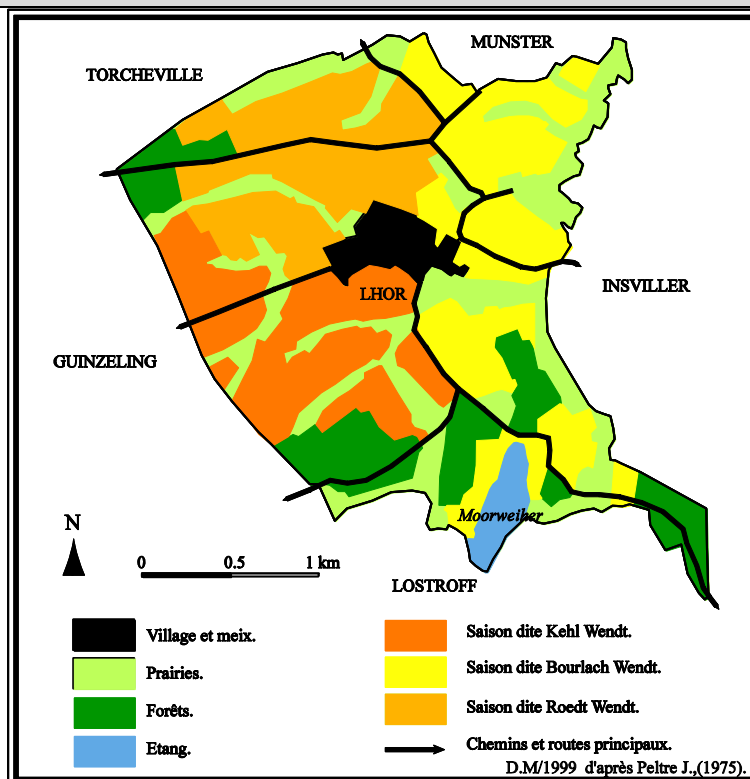 MUNSTER
TORCHEVILLE
INSVILLER
LHOR
GUINZELING
Moorweiher
N
0 0.5 1 km
LOSTROFF
Village et meix.
Prairies.
Forêts.
Etang.
Saison dite Kehl Wendt.
Saison dite Bourlach Wendt.
Saison dite Roedt Wendt.
Chemins et routes principaux.
D.M/1999 d'après Peltre J.,(1975).